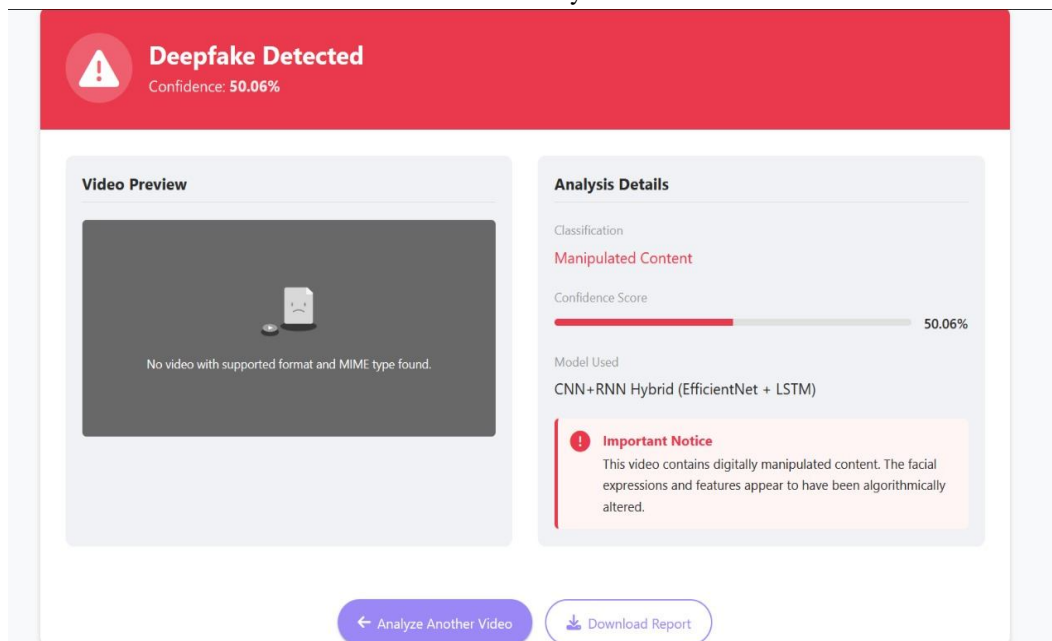 Deepfake Detected
Confidence: 50.06%
Video Preview
No video with supported format and MIME type found.
Analysis Details
Classification
Manipulated Content
Confidence Score
50.06%
Model Used
CNN+RNN Hybrid (EfficientNet + LSTM)
Important Notice
This video contains digitally manipulated content. The facial
expressions and features appear to have been algorithmically
altered.
Analyze Another Video
Download Report